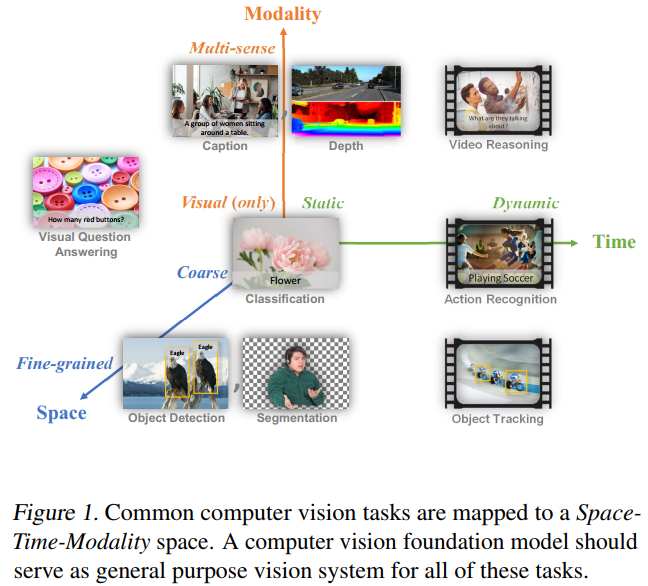 Modality
Multi-sense
A group of women sitting
around a table.
What are they talking
about?
Caption
Depth
Video Reasoning
How many red buttons?
Visual Question
Answering
Visual (only)
Static
Dynamic
Time
Flower
Playing Soccer
Coarse
Classification
Action Recognition
Fine-grained
Space
Eagle
Eagle
,
,
Object Detection
Segmentation
Object Tracking
Figure 1. Common computer vision tasks are mapped to a Space-
Time-Modality space. A computer vision foundation model should
serve as general purpose vision system for all of these tasks.